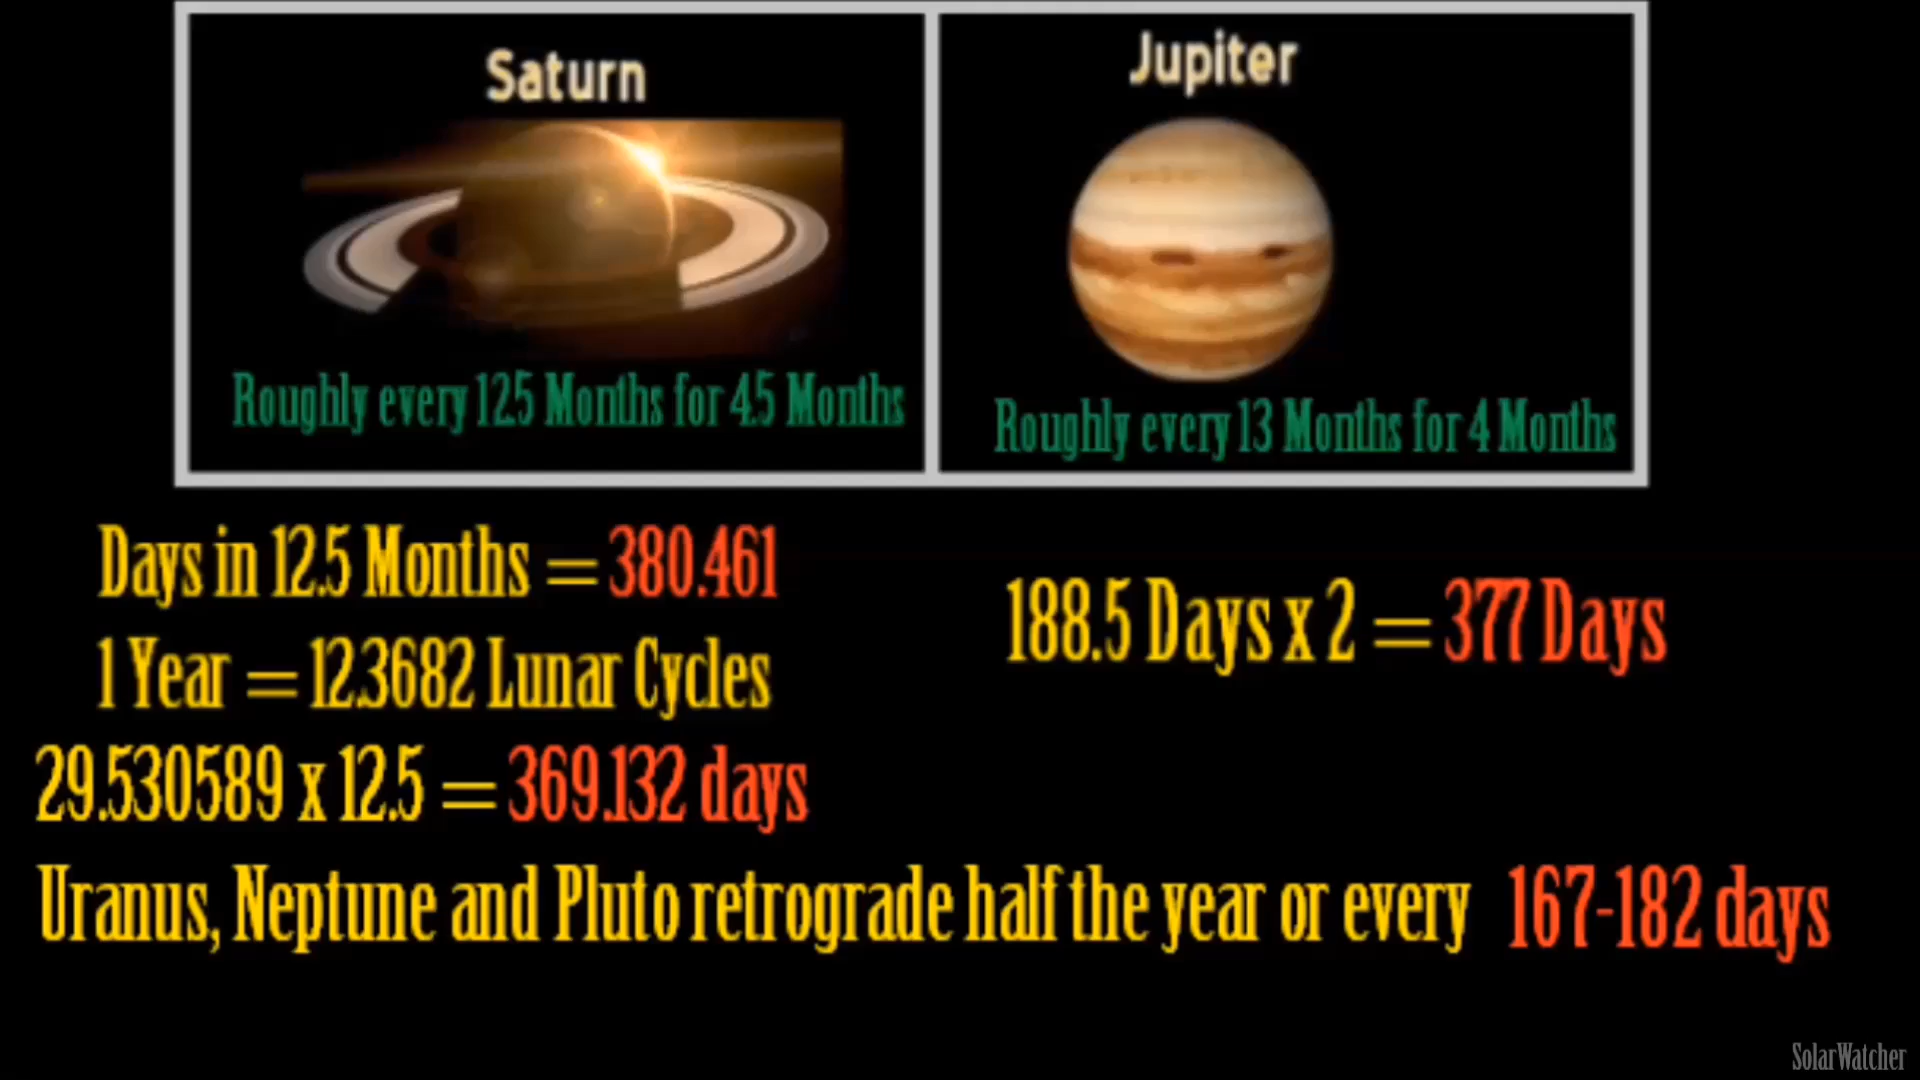 Saturn
Jupiter
Roughly every 12.5 Months for 4.5 Months
Roughly every 13 Months for 4 Months
Days in 12.5 Months = 380.461
188.5 Days x 2 = 377 Days
1 Year = 12.3682 Lunar Cycles
29.530589 x 12.5 = 369.132 days
Uranus, Neptune and Pluto retrograde half the year or every 167-182 days
SolarWatcher